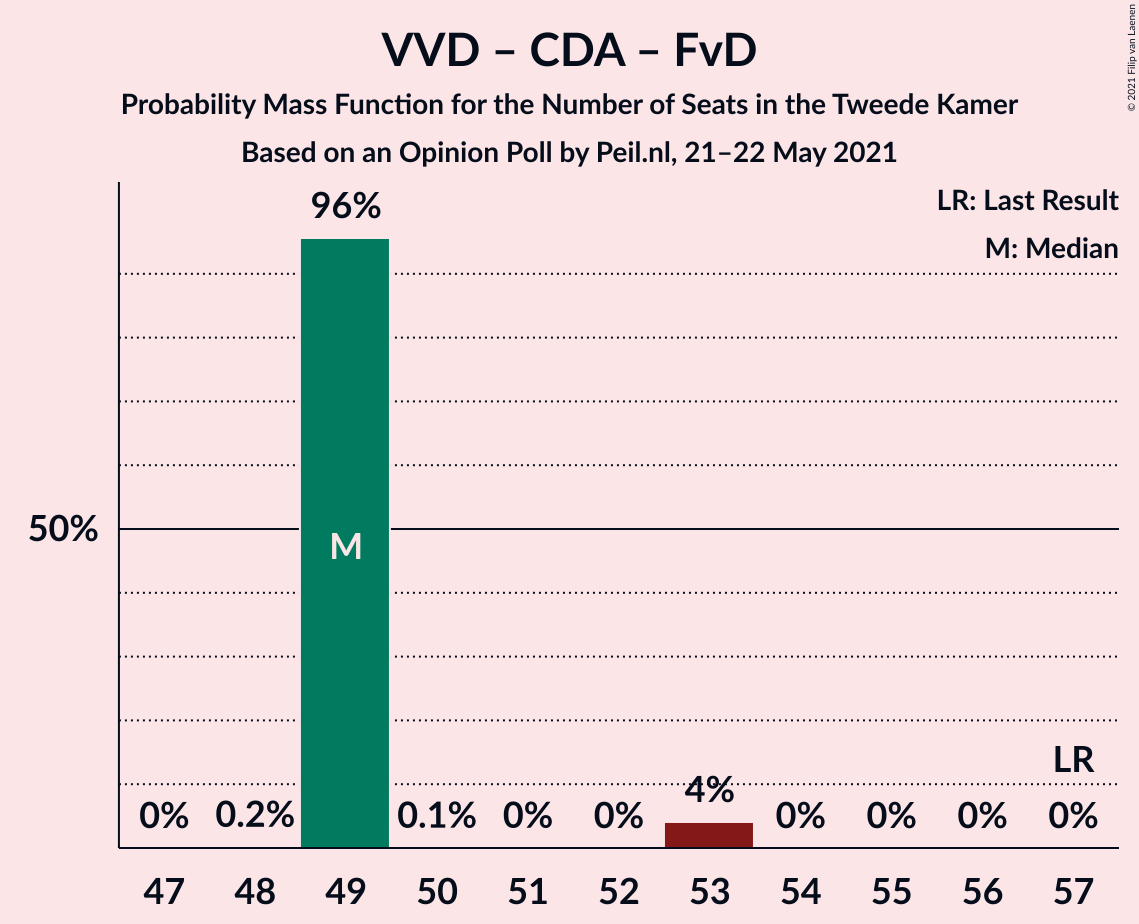 VVD – CDA – FvD
Probability Mass Function for the Number of Seats in the Tweede Kamer
Based on an Opinion Poll by Peil.nl, 21–22 May 2021
© 2021 Filip van Laenen
LR: Last Result
M: Median
96%
50%
M
LR
0% 0.2% 0.1% 0% 0% 4% 0% 0% 0% 0%
47 48 49 50 51 52 53 54 55 56 57